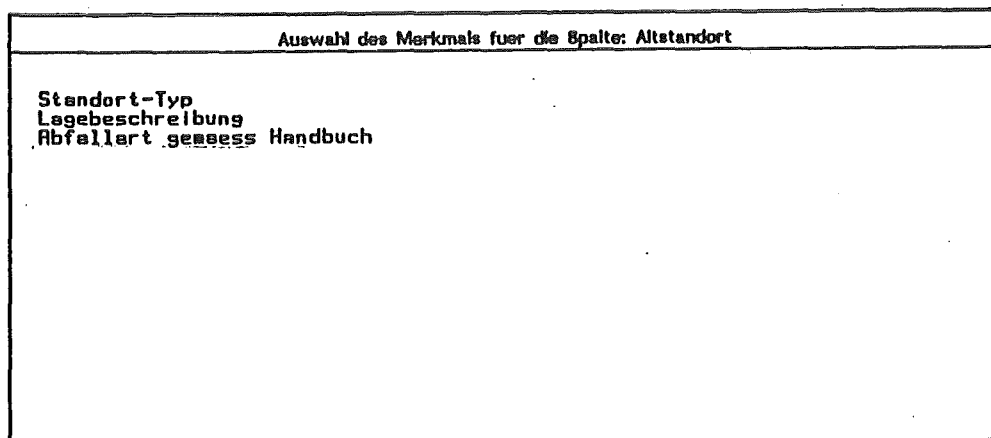 Auswahl des Merkmals fuer die Spalte: Altstandort
Standort-Typ
Lagebeschreibung
Abfallart gemaess Handbuch